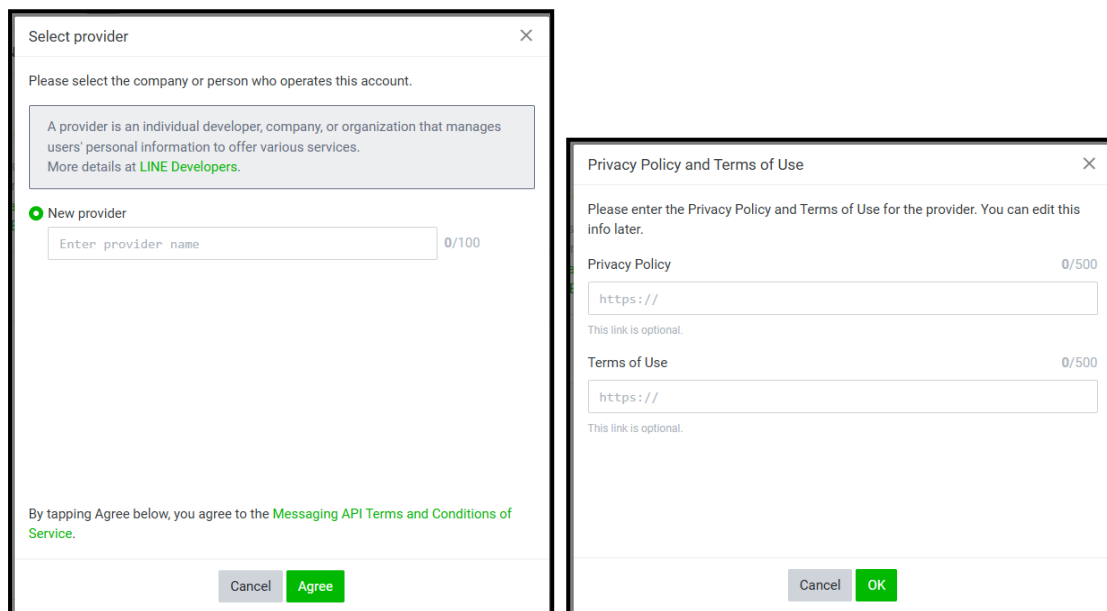 Select provider
Please select the company or person who operates this account.
A provider is an individual developer, company, or organization that manages
users' personal information to offer various services.
More details at LINE Developers.
New provider
Enter provider name
0/100
By tapping Agree below, you agree to the Messaging API Terms and Conditions of
Service.
Cancel
Agree
Privacy Policy and Terms of Use
Please enter the Privacy Policy and Terms of Use for the provider. You can edit this
info later.
Privacy Policy
0/500
https://
This link is optional.
Terms of Use
0/500
https://
This link is optional.
Cancel
OK